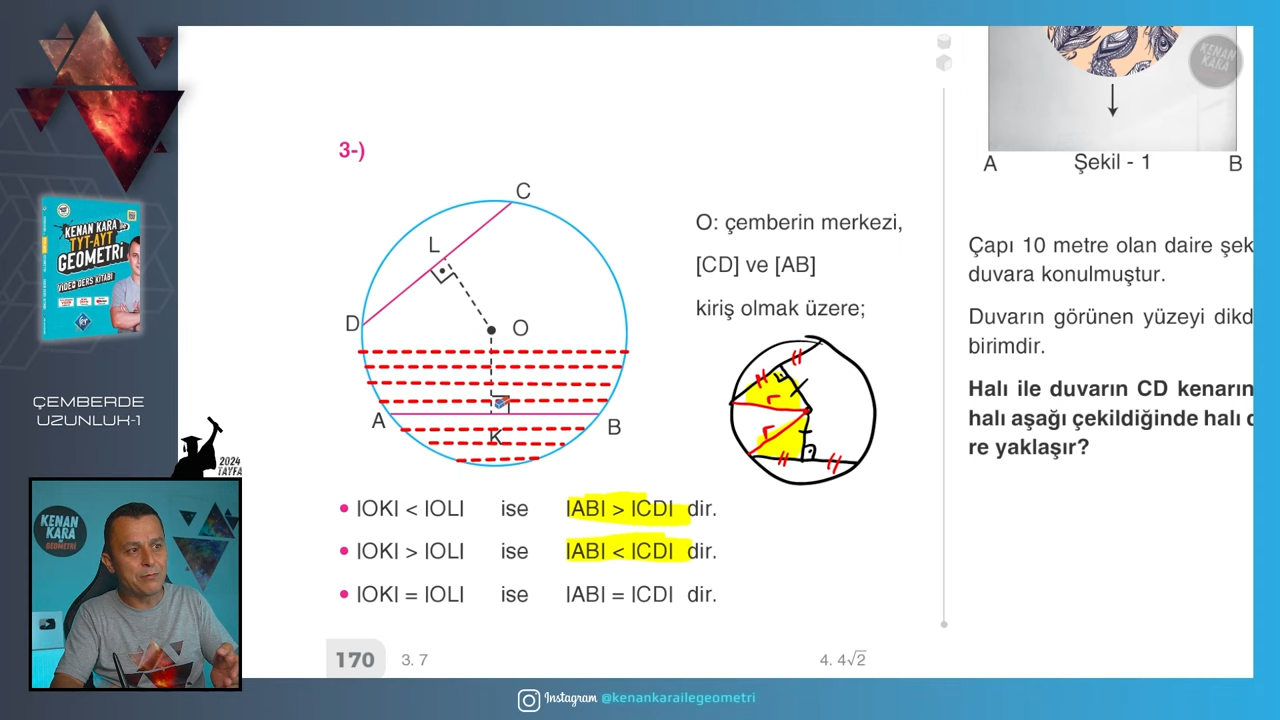 KENAN KARA
TYT-AYT
GEOMETRİ
VİDEO DERS KİTABI
ÇEMBERDE
UZUNLUK-1
2024
TAYFA
KENAN
KARA
GEOMETRİ
3-)
C
L
D
O
A
K
B
O: çemberin merkezi,
[CD] ve [AB]
kiriş olmak üzere;
r
r
• |OK| < |OL| ise |AB| > |CD| dir.
• |OK| > |OL| ise |AB| < |CD| dir.
• |OK| = |OL| ise |AB| = |CD| dir.
170
3. 7
4. 4√2
KENAN
KARA
A
Şekil - 1
B
Çapı 10 metre olan daire şek
duvara konulmuştur.
Duvarın görünen yüzeyi dikd
birimdir.
Halı ile duvarın CD kenarın
halı aşağı çekildiğinde halı d
re yaklaşır?
Instagram @kenankarailegeometri